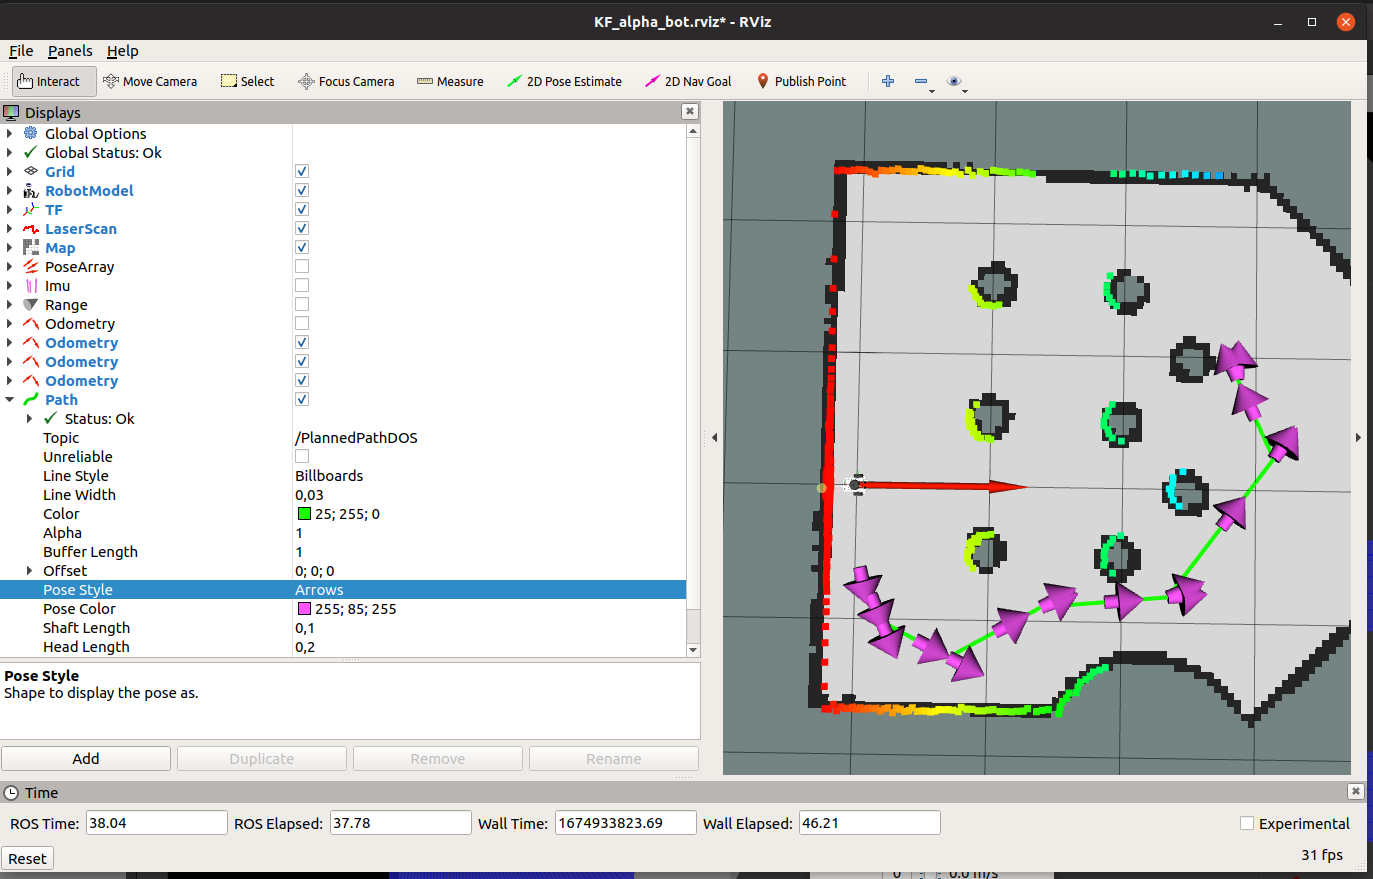 KF_alpha_bot.rviz* - RViz
File Panels Help
Interact Move Camera Select Focus Camera Measure 2D Pose Estimate 2D Nav Goal Publish Point
Displays
Global Options
Global Status: Ok
Grid
RobotModel
TF
LaserScan
Map
PoseArray
Imu
Range
Odometry
Odometry
Odometry
Odometry
Path
Status: Ok
Topic /PlannedPathDOS
Unreliable
Line Style Billboards
Line Width 0,03
Color 25; 255; 0
Alpha 1
Buffer Length 1
Offset 0; 0; 0
Pose Style Arrows
Pose Color 255; 85; 255
Shaft Length 0,1
Head Length 0,2
Pose Style
Shape to display the pose as.
Add Duplicate Remove Rename
Time
ROS Time: 38.04 ROS Elapsed: 37.78 Wall Time: 1674933823.69 Wall Elapsed: 46.21 Experimental
Reset 31 fps
0 0.0 m/s